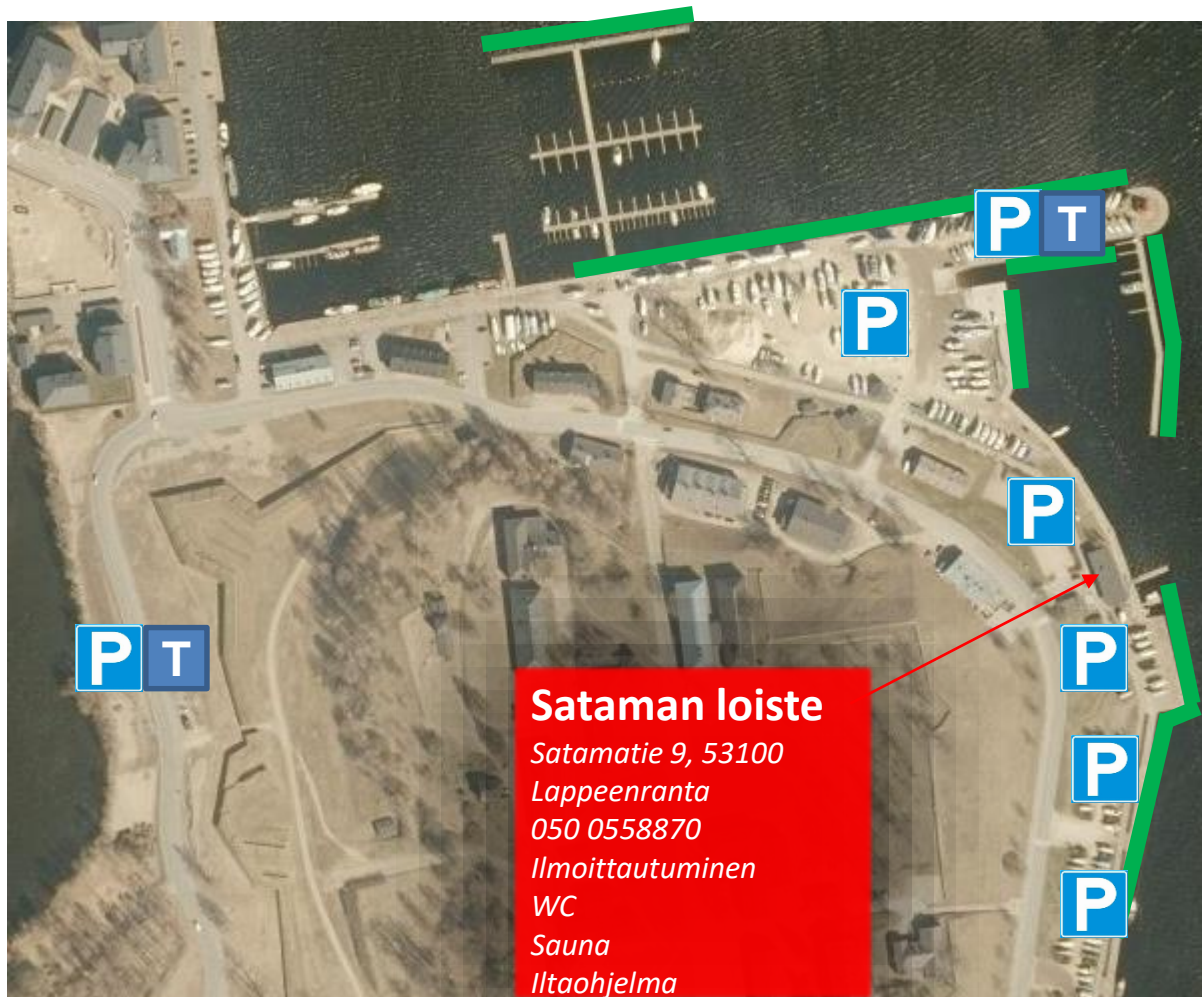 P T
P
P
P T
P
P
P
Sataman loiste
Satamatie 9, 53100
Lappeenranta
050 0558870
Ilmoittautuminen
WC
Sauna
Iltaohjelma